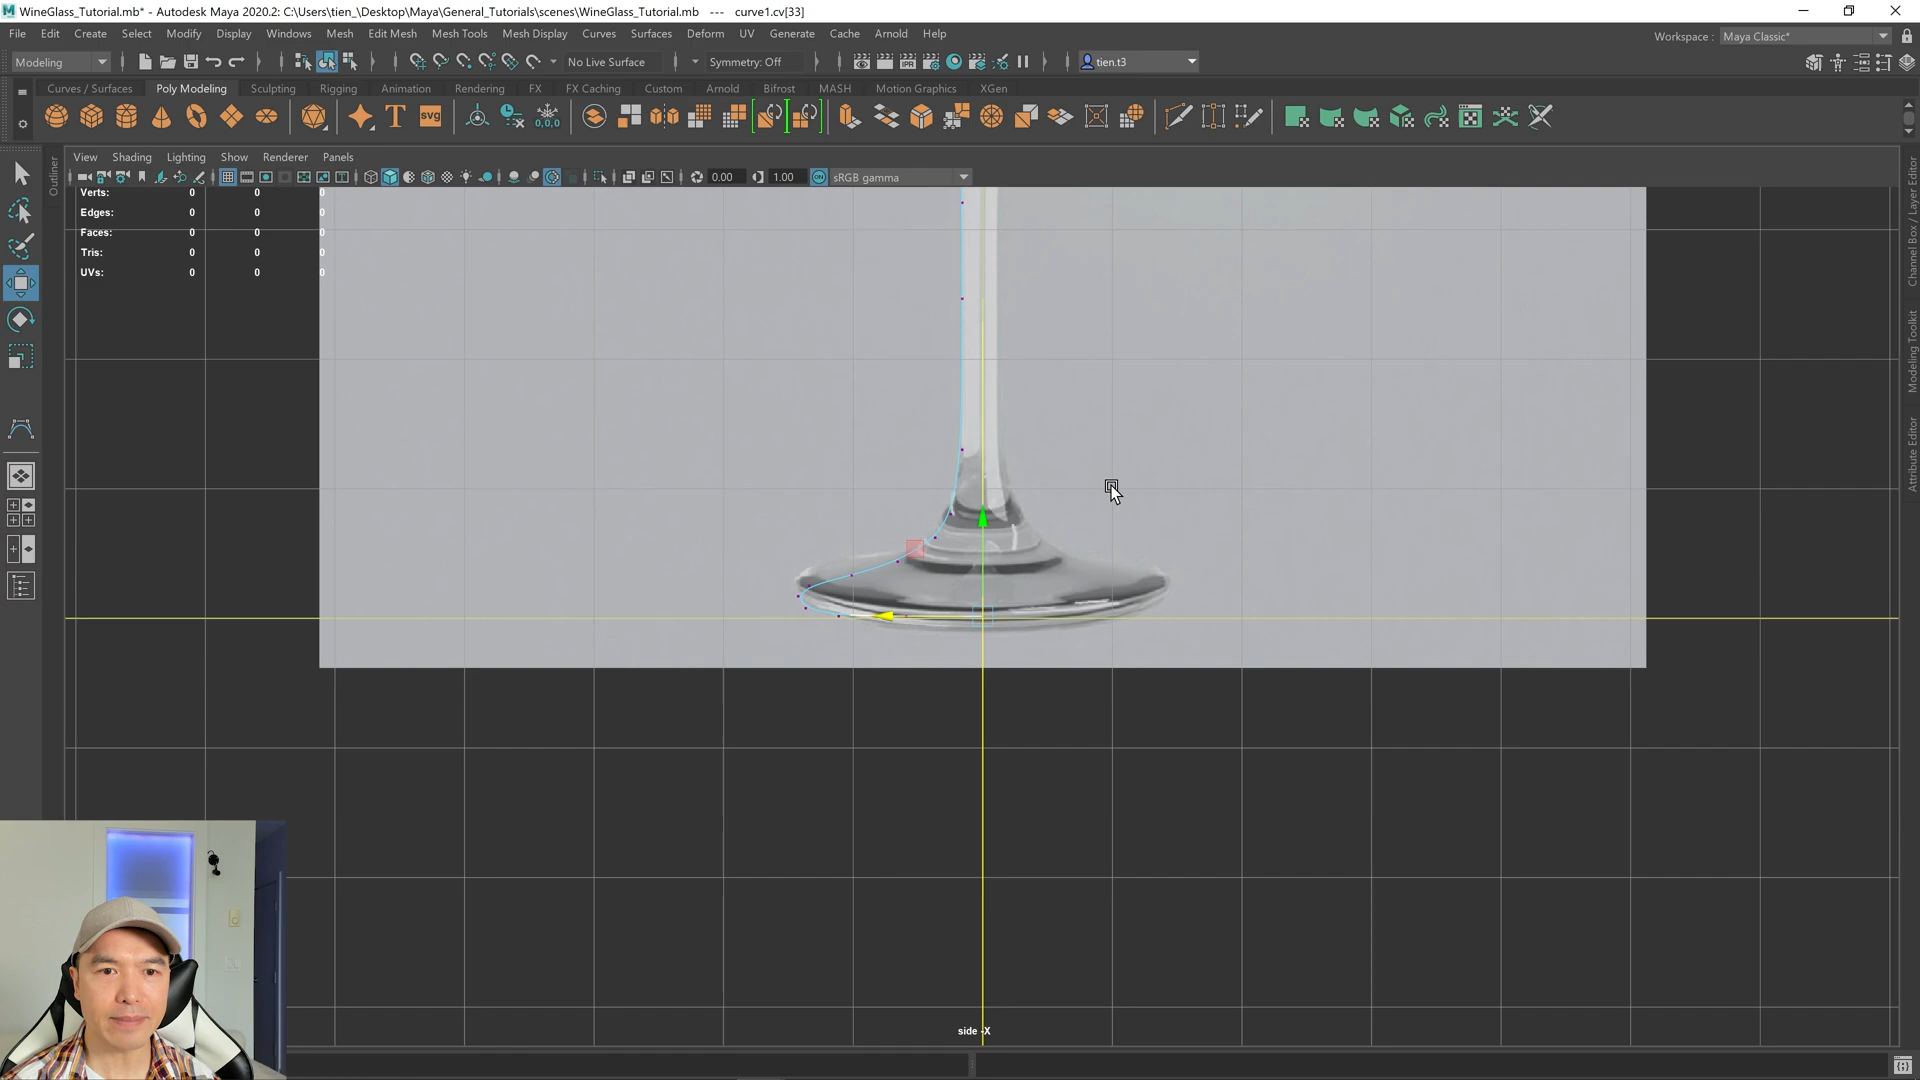 WineGlass_Tutorial.mb* - Autodesk Maya 2020.2: C:\Users\tien_\Desktop\Maya\General_Tutorials\scenes\WineGlass_Tutorial.mb --- curve1.cv[33]
File Edit Create Select Modify Display Windows Mesh Edit Mesh Mesh Tools Mesh Display Curves Surfaces Deform UV Generate Cache Arnold Help
Workspace : Maya Classic*
Modeling No Live Surface Symmetry: Off tien.t3
Curves / Surfaces Poly Modeling Sculpting Rigging Animation Rendering FX FX Caching Custom Arnold Bifrost MASH Motion Graphics XGen
T svg 0,0,0
View Shading Lighting Show Renderer Panels
0.00 1.00 ON sRGB gamma
Verts: 0 0 0
Edges: 0 0 0
Faces: 0 0 0
Tris: 0 0 0
UVs: 0 0 0
Outliner
Channel Box / Layer Editor
Modeling Toolkit
Attribute Editor
side -X